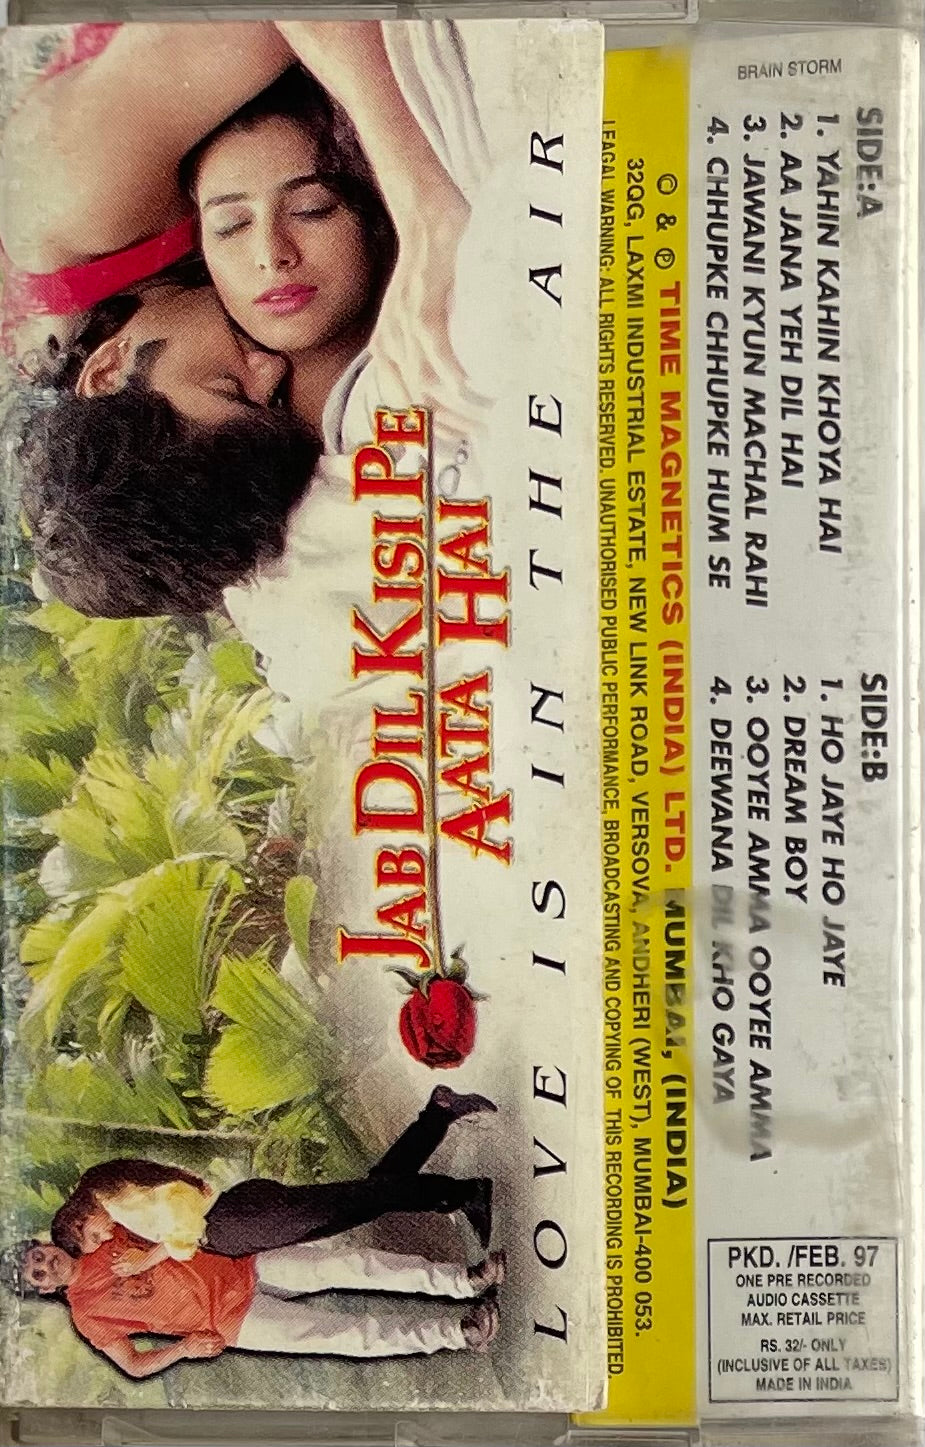 BRAIN STORM
SIDE:A
1. YAHIN KAHIN KHOYA HAI
2. AA JANA YEH DIL HAI
3. JAWANI KYUN MACHAL RAHI
4. CHHUPKE CHHUPKE HUM SE
SIDE:B
1. HO JAYE HO JAYE
2. DREAM BOY
3. OOYEE AMMA OOYEE AMMA
4. DEEWANA DIL KHO GAYA
PKD. /FEB. 97
ONE PRE RECORDED
AUDIO CASSETTE
MAX. RETAIL PRICE
RS. 32/- ONLY
(INCLUSIVE OF ALL TAXES)
MADE IN INDIA
© & ℗ TIME MAGNETICS (INDIA) LTD. MUMBAI, (INDIA)
32QG, LAXMI INDUSTRIAL ESTATE, NEW LINK ROAD, VERSOVA, ANDHERI (WEST), MUMBAI-400 053.
LEAGAL WARNING: ALL RIGHTS RESERVED. UNAUTHORISED PUBLIC PERFORMANCE, BROADCASTING AND COPYING OF THIS RECORDING IS PROHIBITED.
LOVE IS IN THE AIR
JAB DIL KISI PE
AATA HAI